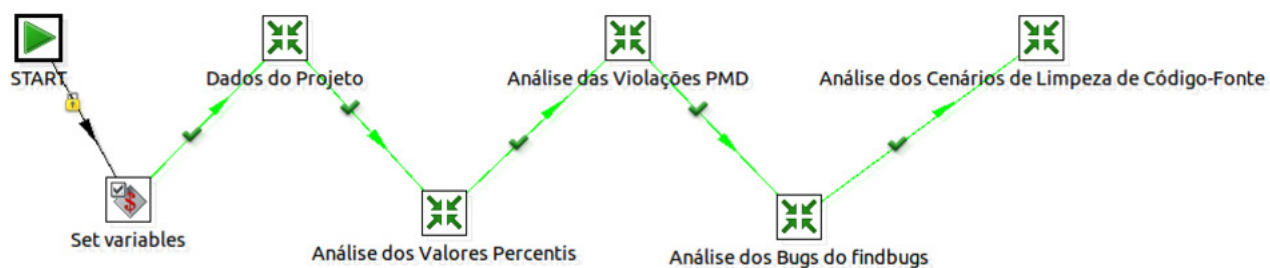 START
Dados do Projeto
Análise das Violações PMD
Análise dos Cenários de Limpeza de Código-Fonte
Set variables
Análise dos Valores Percentis
Análise dos Bugs do findbugs